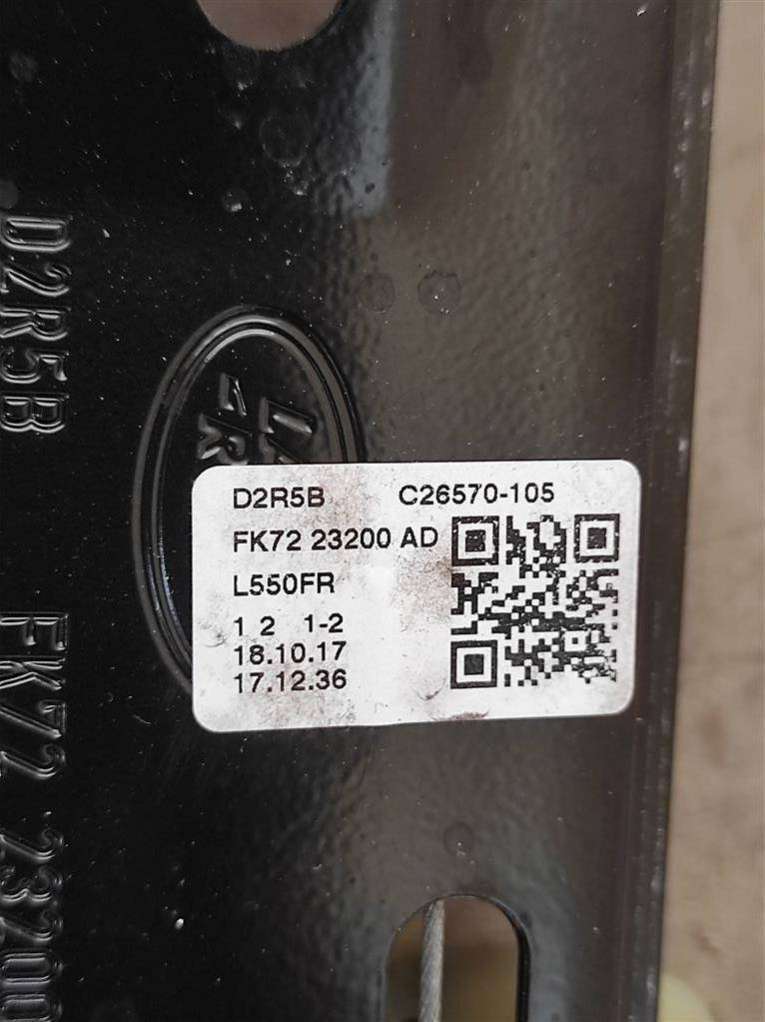 D2R5B
FK72 23200
D2R5B C26570-105
FK72 23200 AD
L550FR
1 2 1-2
18.10.17
17.12.36